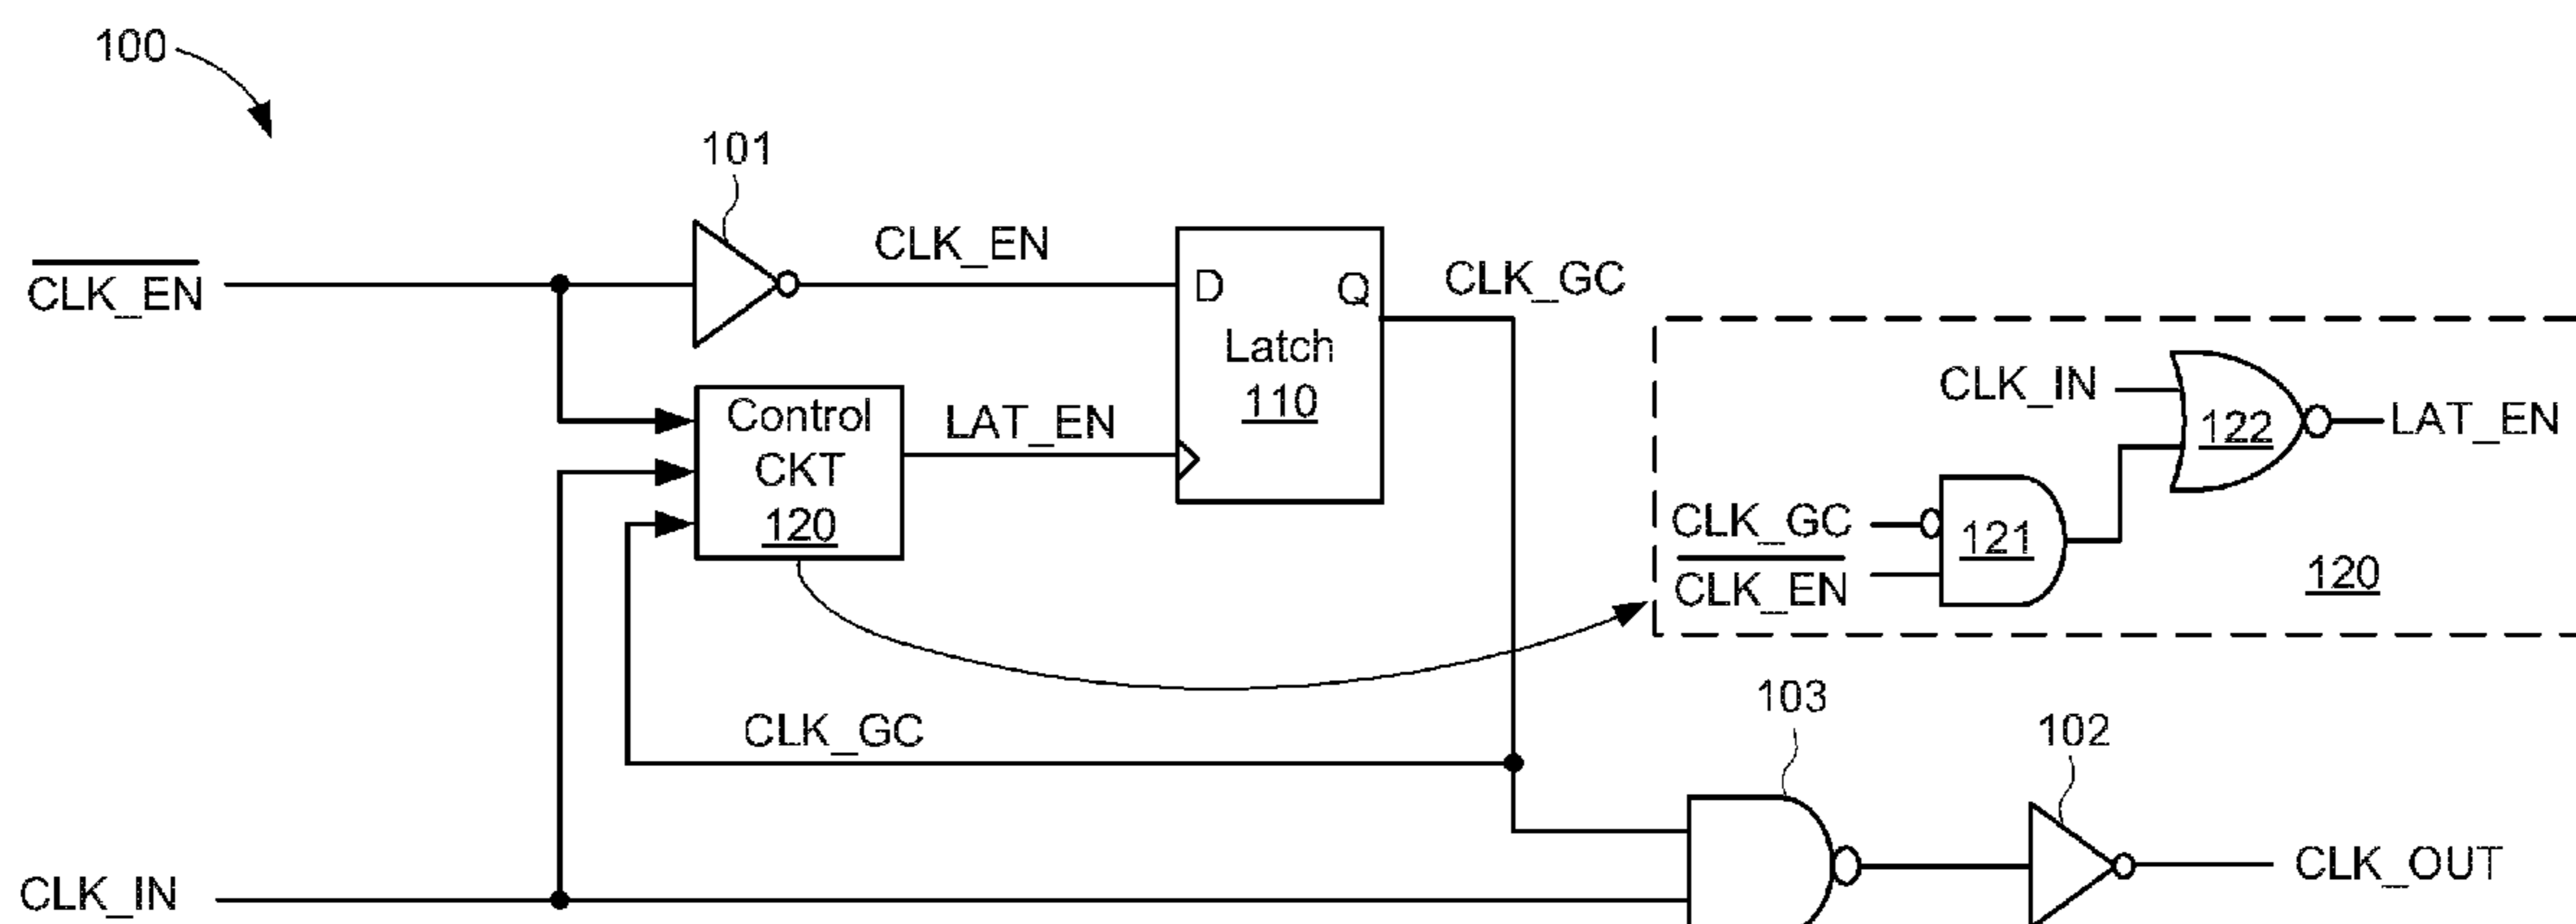 100
101
CLK_EN
CLK_EN
D
Q
CLK_GC
Latch
110
Control
CKT
120
LAT_EN
CLK_IN
122
LAT_EN
CLK_GC
121
CLK_EN
120
CLK_GC
103
102
CLK_IN
CLK_OUT